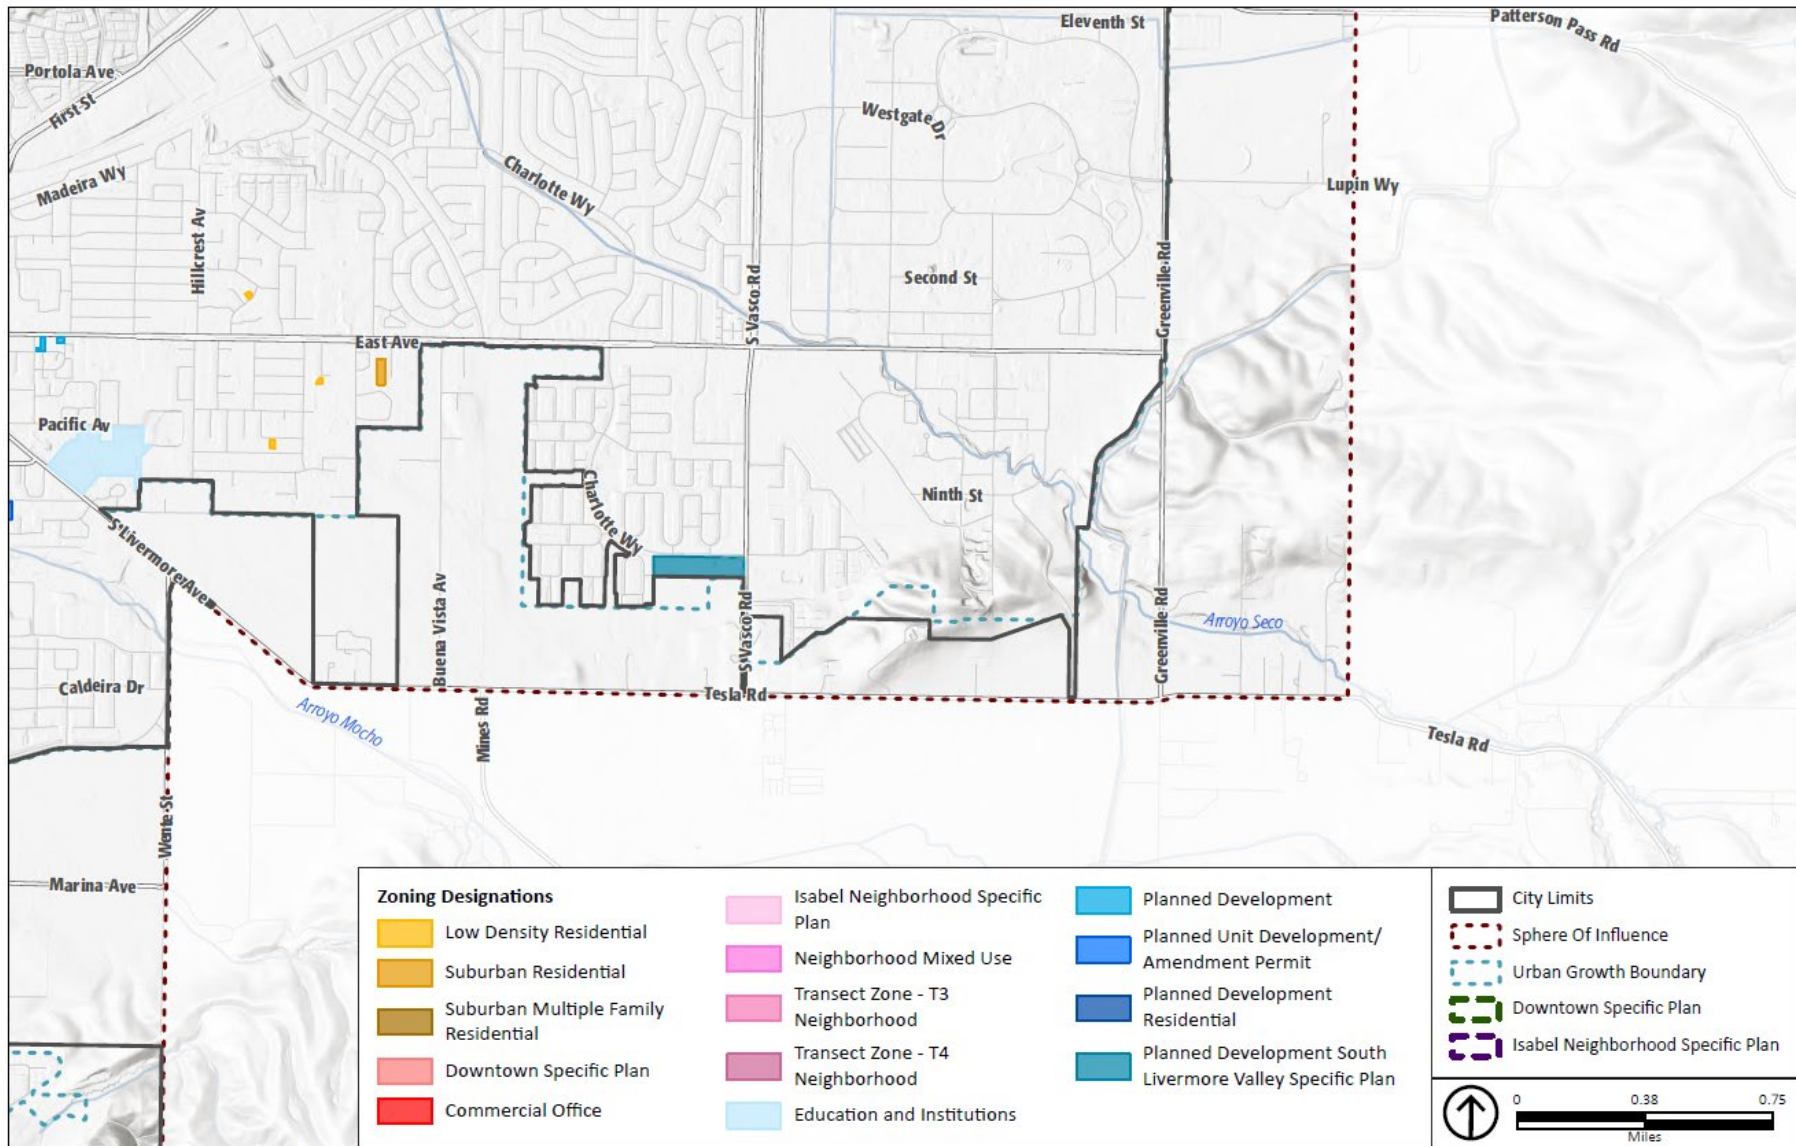 Eleventh St
Patterson Pass Rd
Portola Ave
First St
Westgate Dr
Madeira Wy
Charlotte Wy
Lupin Wy
Hillcrest Av
Second St
S Vasco Rd
Greenville Rd
East Ave
Pacific Av
Charlotte Wy
Ninth St
S Livermore Ave
Buena Vista Av
S Vasco Rd
Greenville Rd
Arroyo Seco
Caldeira Dr
Tesla Rd
Arroyo Mocho
Mines Rd
Tesla Rd
Wente St
Marina Ave
Zoning Designations
Low Density Residential
Suburban Residential
Suburban Multiple Family
Residential
Downtown Specific Plan
Commercial Office
Isabel Neighborhood Specific
Plan
Neighborhood Mixed Use
Transect Zone - T3
Neighborhood
Transect Zone - T4
Neighborhood
Education and Institutions
Planned Development
Planned Unit Development/
Amendment Permit
Planned Development
Residential
Planned Development South
Livermore Valley Specific Plan
City Limits
Sphere Of Influence
Urban Growth Boundary
Downtown Specific Plan
Isabel Neighborhood Specific Plan
0 0.38 0.75
Miles